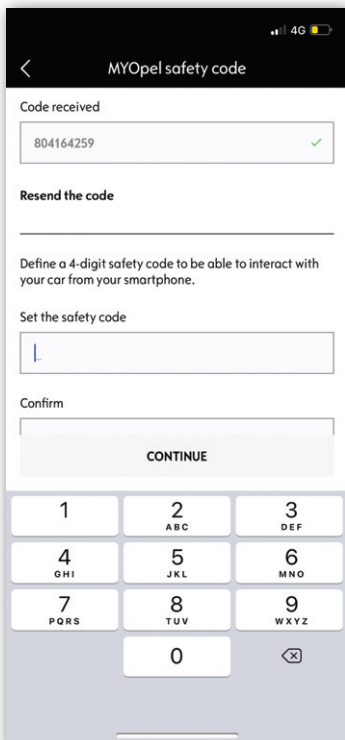 4G
MYOpel safety code
Code received
804164259
Resend the code
Define a 4-digit safety code to be able to interact with
your car from your smartphone.
Set the safety code
Confirm
CONTINUE
1
2
ABC
3
DEF
4
GHI
5
JKL
6
MNO
7
PQRS
8
TUV
9
WXYZ
0